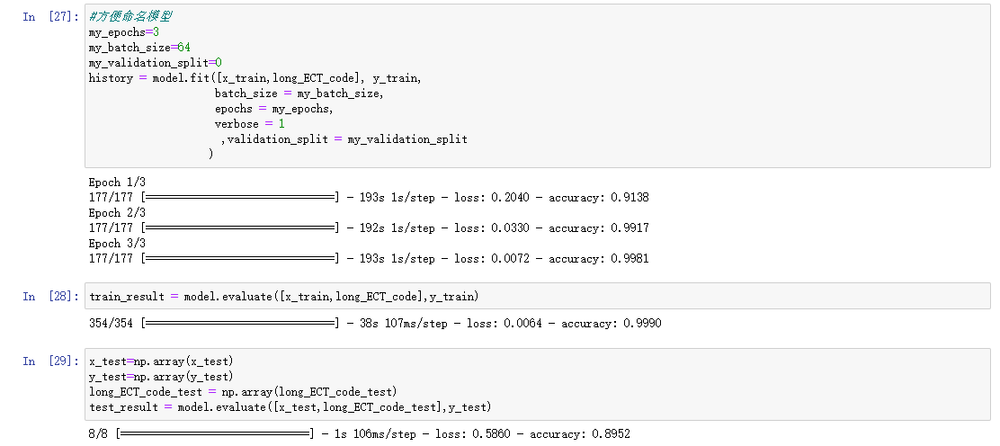 In [27]: #方便命名模型
my_epochs=3
my_batch_size=64
my_validation_split=0
history = model.fit([x_train,long_ECT_code], y_train,
batch_size = my_batch_size,
epochs = my_epochs,
verbose = 1
,validation_split = my_validation_split
)
Epoch 1/3
177/177 [==============================] - 193s 1s/step - loss: 0.2040 - accuracy: 0.9138
Epoch 2/3
177/177 [==============================] - 192s 1s/step - loss: 0.0330 - accuracy: 0.9917
Epoch 3/3
177/177 [==============================] - 193s 1s/step - loss: 0.0072 - accuracy: 0.9981
In [28]: train_result = model.evaluate([x_train,long_ECT_code],y_train)
354/354 [==============================] - 38s 107ms/step - loss: 0.0064 - accuracy: 0.9990
In [29]: x_test=np.array(x_test)
y_test=np.array(y_test)
long_ECT_code_test = np.array(long_ECT_code_test)
test_result = model.evaluate([x_test,long_ECT_code_test],y_test)
8/8 [==============================] - 1s 106ms/step - loss: 0.5860 - accuracy: 0.8952